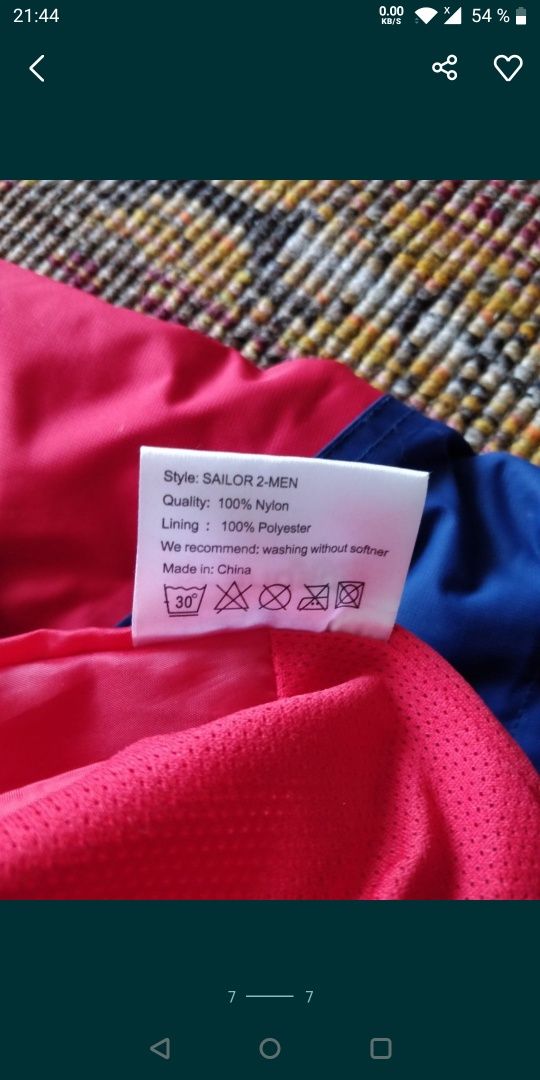 21:44
0.00
KB/S
X
54 %
Style: SAILOR 2-MEN
Quality: 100% Nylon
Lining : 100% Polyester
We recommend: washing without softner
Made in: China
30°
7
7